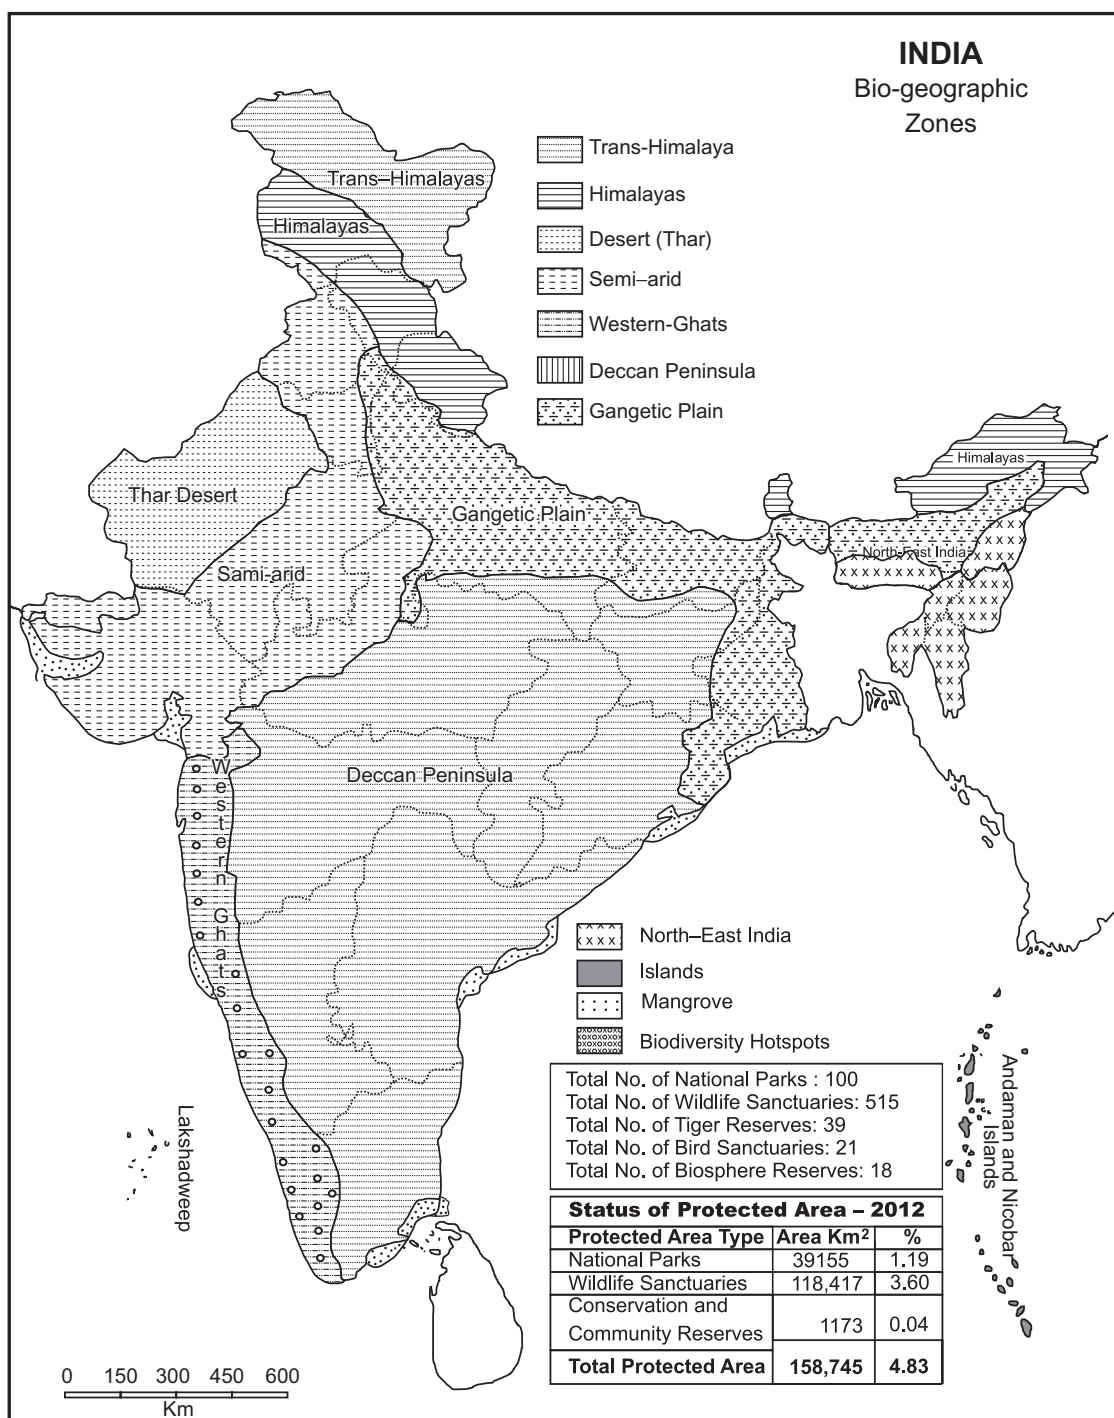 INDIA
Bio-geographic
Zones
Trans-Himalaya
Himalayas
Desert (Thar)
Semi–arid
Western-Ghats
Deccan Peninsula
Gangetic Plain
Trans–Himalayas
Himalayas
Thar Desert
Sami-arid
Gangetic Plain
Himalayas
North-East India
Deccan Peninsula
Western Ghats
North–East India
Islands
Mangrove
Biodiversity Hotspots
Total No. of National Parks : 100
Total No. of Wildlife Sanctuaries: 515
Total No. of Tiger Reserves: 39
Total No. of Bird Sanctuaries: 21
Total No. of Biosphere Reserves: 18
Status of Protected Area – 2012
Protected Area Type Area Km² %
National Parks 39155 1.19
Wildlife Sanctuaries 118,417 3.60
Conservation and
Community Reserves 1173 0.04
Total Protected Area 158,745 4.83
Lakshadweep
Andaman and Nicobar
Islands
0 150 300 450 600
Km